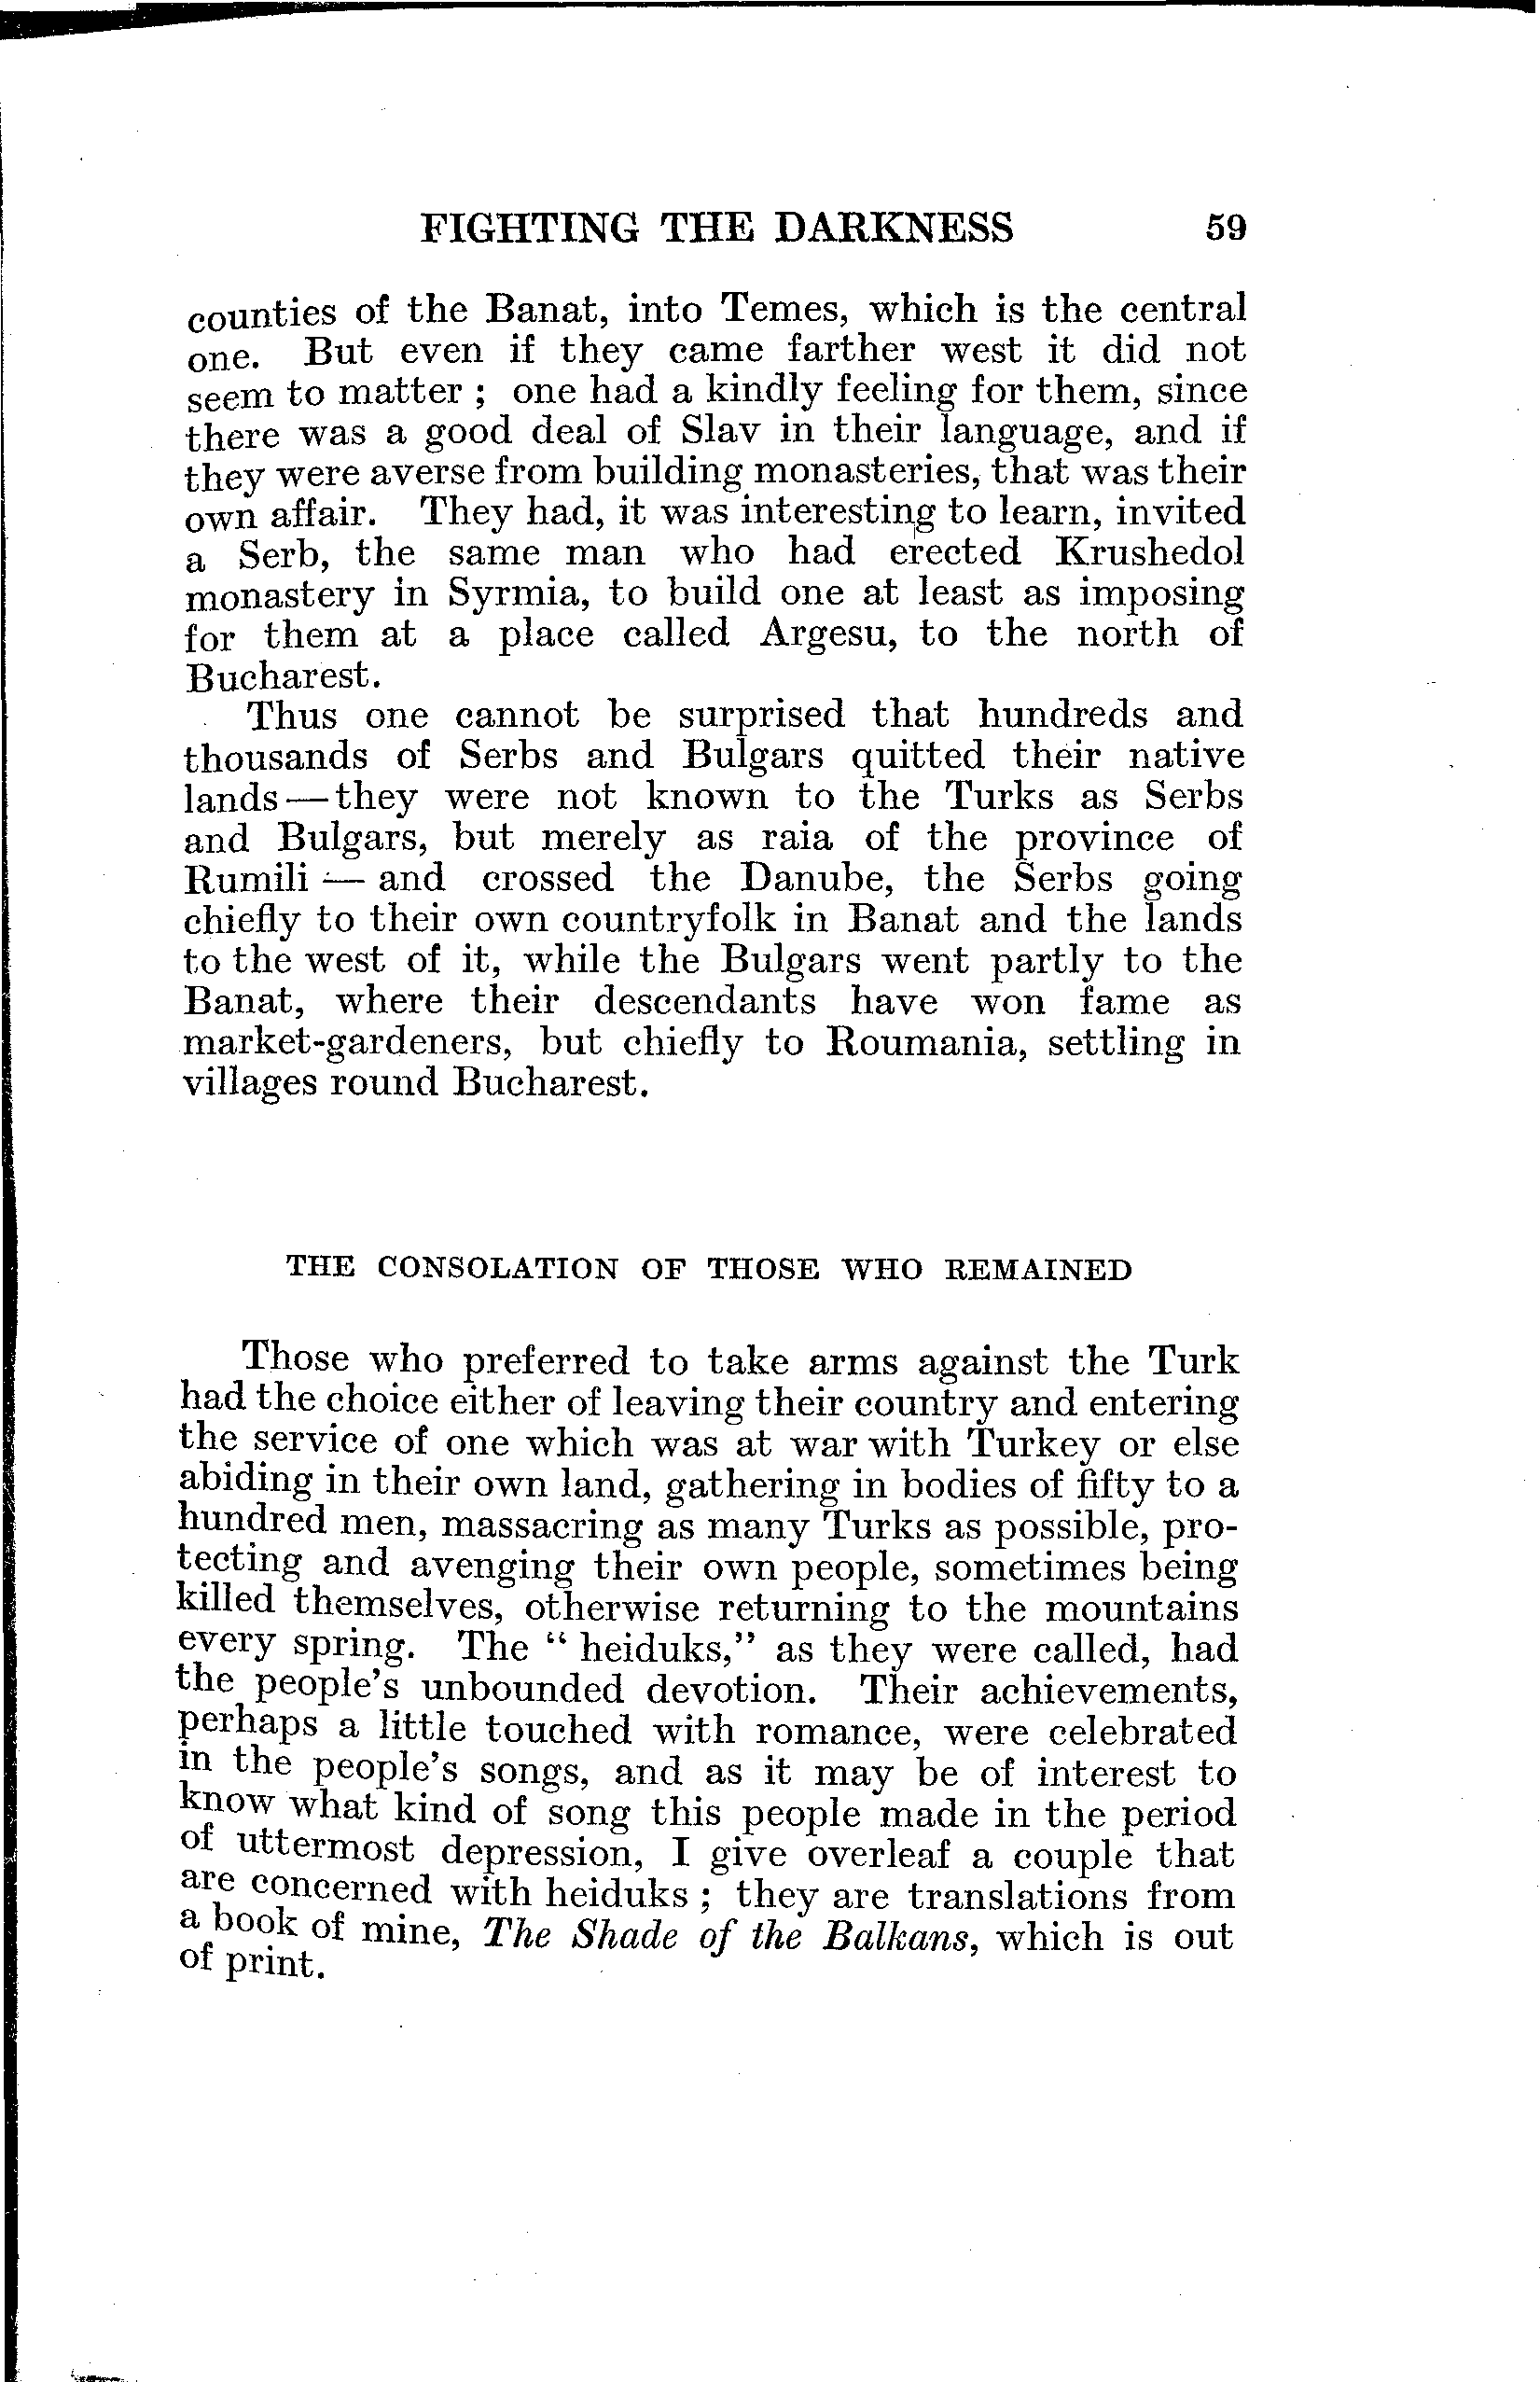 FIGHTING THE DARKNESS 59
counties of the Banat, into Temes, which is the central
one. But even if they came farther west it did not
seem to matter ; one had a kindly feeling for them, since
there was a good deal of Slav in their language, and if
they were averse from building monasteries, that was their
own affair. They had, it was interesting to learn, invited
a Serb, the same man who had erected Krushedol
monastery in Syrmia, to build one at least as imposing
for them at a place called Argesu, to the north of
Bucharest.
Thus one cannot be surprised that hundreds and
thousands of Serbs and Bulgars quitted their native
lands—they were not known to the Turks as Serbs
and Bulgars, but merely as raia of the province of
Rumili — and crossed the Danube, the Serbs going
chiefly to their own countryfolk in Banat and the lands
to the west of it, while the Bulgars went partly to the
Banat, where their descendants have won fame as
market-gardeners, but chiefly to Roumania, settling in
villages round Bucharest.
THE CONSOLATION OF THOSE WHO REMAINED
Those who preferred to take arms against the Turk
had the choice either of leaving their country and entering
the service of one which was at war with Turkey or else
abiding in their own land, gathering in bodies of fifty to a
hundred men, massacring as many Turks as possible, pro-
tecting and avenging their own people, sometimes being
killed themselves, otherwise returning to the mountains
every spring. The " heiduks," as they were called, had
the people's unbounded devotion. Their achievements,
perhaps a little touched with romance, were celebrated
in the people's songs, and as it may be of interest to
know what kind of song this people made in the period
of uttermost depression, I give overleaf a couple that
are concerned with heiduks ; they are translations from
a book of mine, The Shade of the Balkans, which is out
of print.